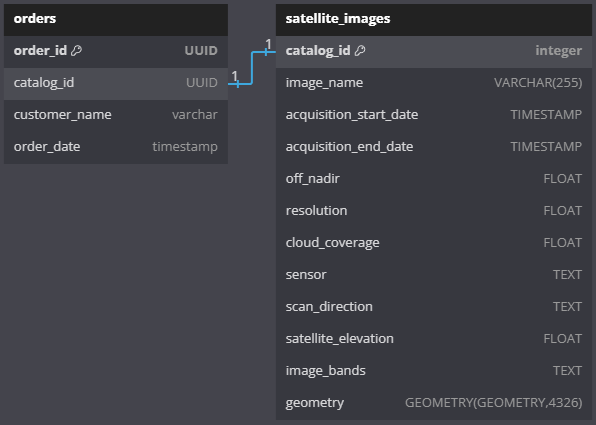 orders
order_id UUID
catalog_id UUID
customer_name varchar
order_date timestamp
1
1
satellite_images
catalog_id integer
image_name VARCHAR(255)
acquisition_start_date TIMESTAMP
acquisition_end_date TIMESTAMP
off_nadir FLOAT
resolution FLOAT
cloud_coverage FLOAT
sensor TEXT
scan_direction TEXT
satellite_elevation FLOAT
image_bands TEXT
geometry GEOMETRY(GEOMETRY,4326)